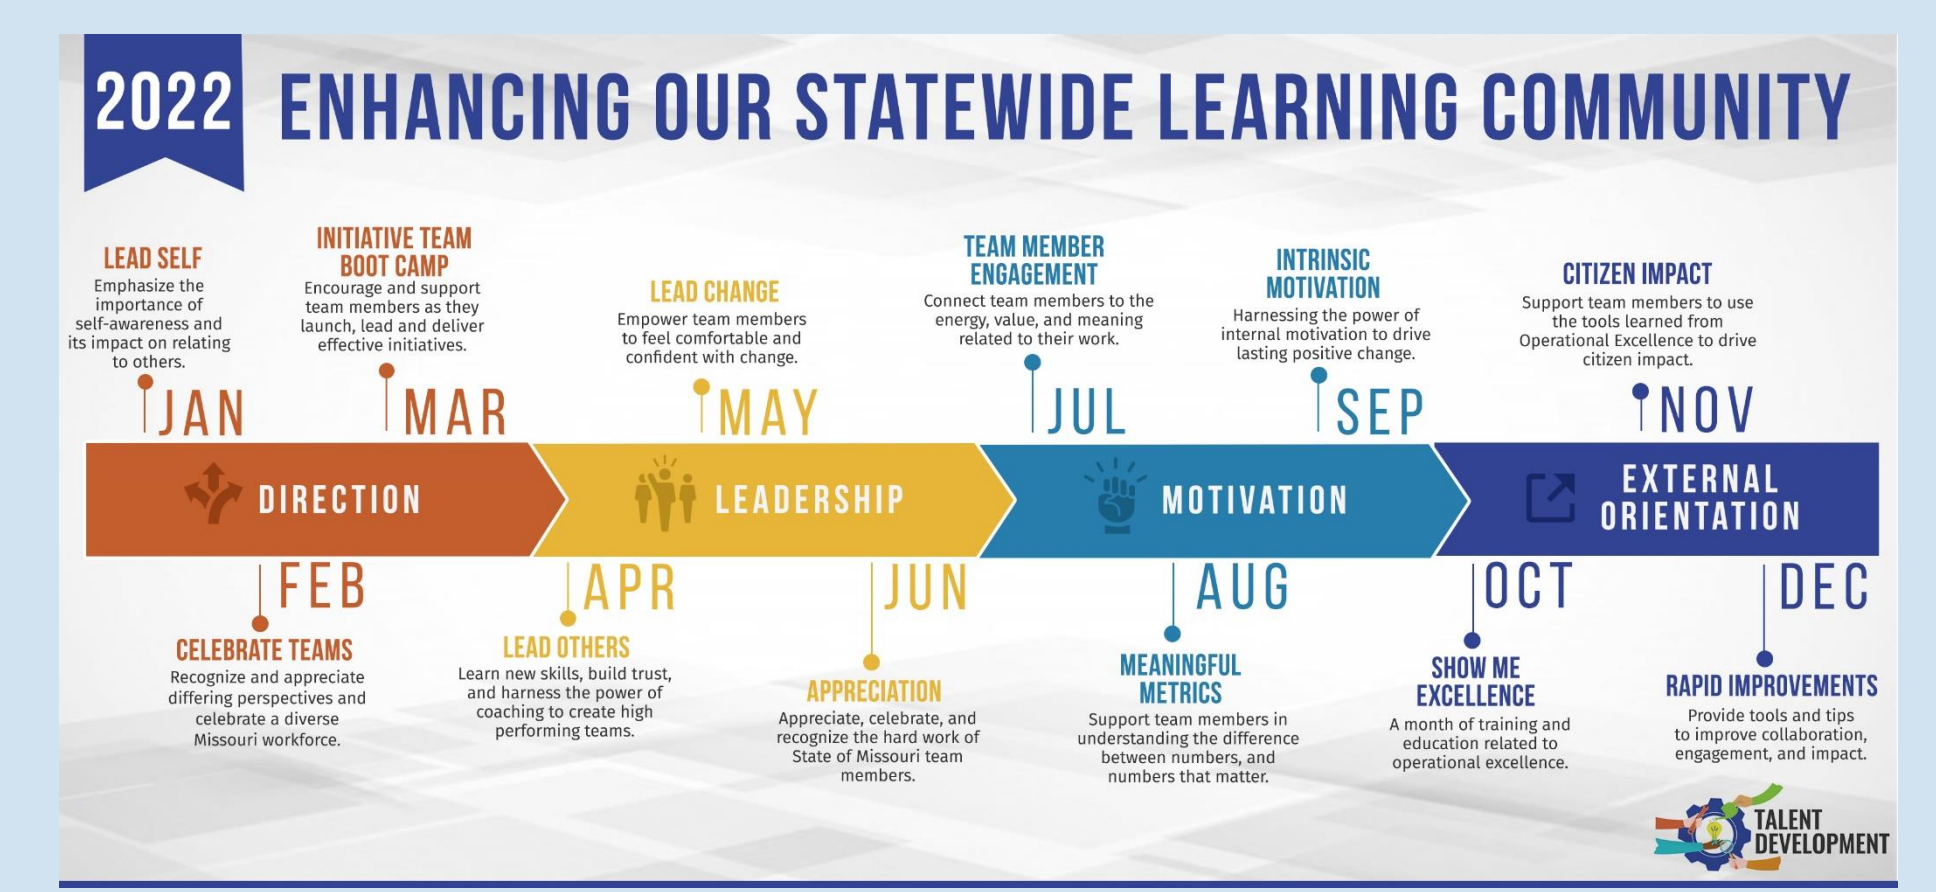 2022
ENHANCING OUR STATEWIDE LEARNING COMMUNITY
LEAD SELF
Emphasize the
importance of
self-awareness and
its impact on relating
to others.
JAN
INITIATIVE TEAM
BOOT CAMP
Encourage and support
team members as they
launch, lead and deliver
effective initiatives.
MAR
LEAD CHANGE
Empower team members
to feel comfortable and
confident with change.
MAY
TEAM MEMBER
ENGAGEMENT
Connect team members to the
energy, value, and meaning
related to their work.
JUL
INTRINSIC
MOTIVATION
Harnessing the power of
internal motivation to drive
lasting positive change.
SEP
CITIZEN IMPACT
Support team members to use
the tools learned from
Operational Excellence to drive
citizen impact.
NOV
DIRECTION
LEADERSHIP
MOTIVATION
EXTERNAL
ORIENTATION
FEB
CELEBRATE TEAMS
Recognize and appreciate
differing perspectives and
celebrate a diverse
Missouri workforce.
APR
LEAD OTHERS
Learn new skills, build trust,
and harness the power of
coaching to create high
performing teams.
JUN
APPRECIATION
Appreciate, celebrate, and
recognize the hard work of
State of Missouri team
members.
AUG
MEANINGFUL
METRICS
Support team members in
understanding the difference
between numbers, and
numbers that matter.
OCT
SHOW ME
EXCELLENCE
A month of training and
education related to
operational excellence.
DEC
RAPID IMPROVEMENTS
Provide tools and tips
to improve collaboration,
engagement, and impact.
TALENT
DEVELOPMENT